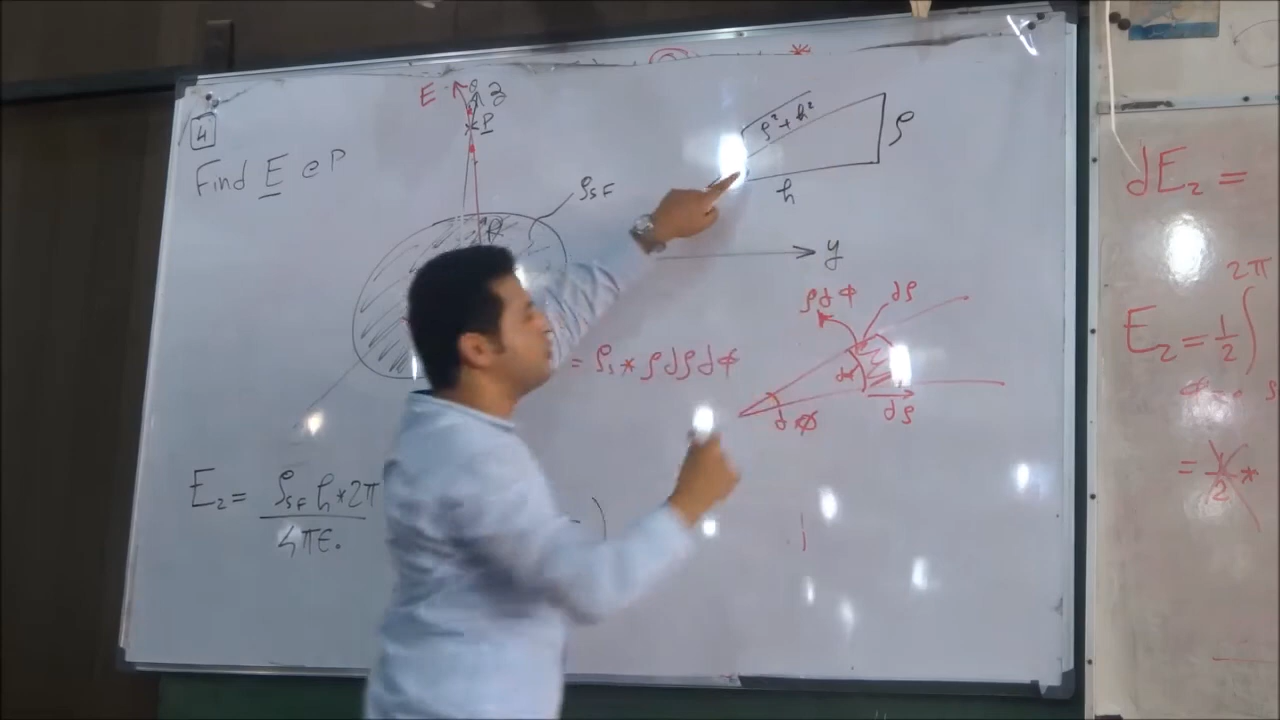 4
Find E @ P
E
z
P
ρsf
√ρ²+h²
ρ
h
y
= ρs * ρdρdφ
ρdφ
dρ
dφ
dρ
Ez = ρsf h * 2π
4πε₀
)
dEz =
2π
Ez = 1/2 ∫